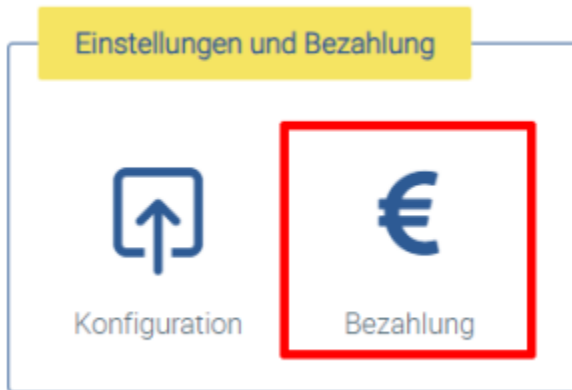 Einstellungen und Bezahlung
€
Konfiguration
Bezahlung